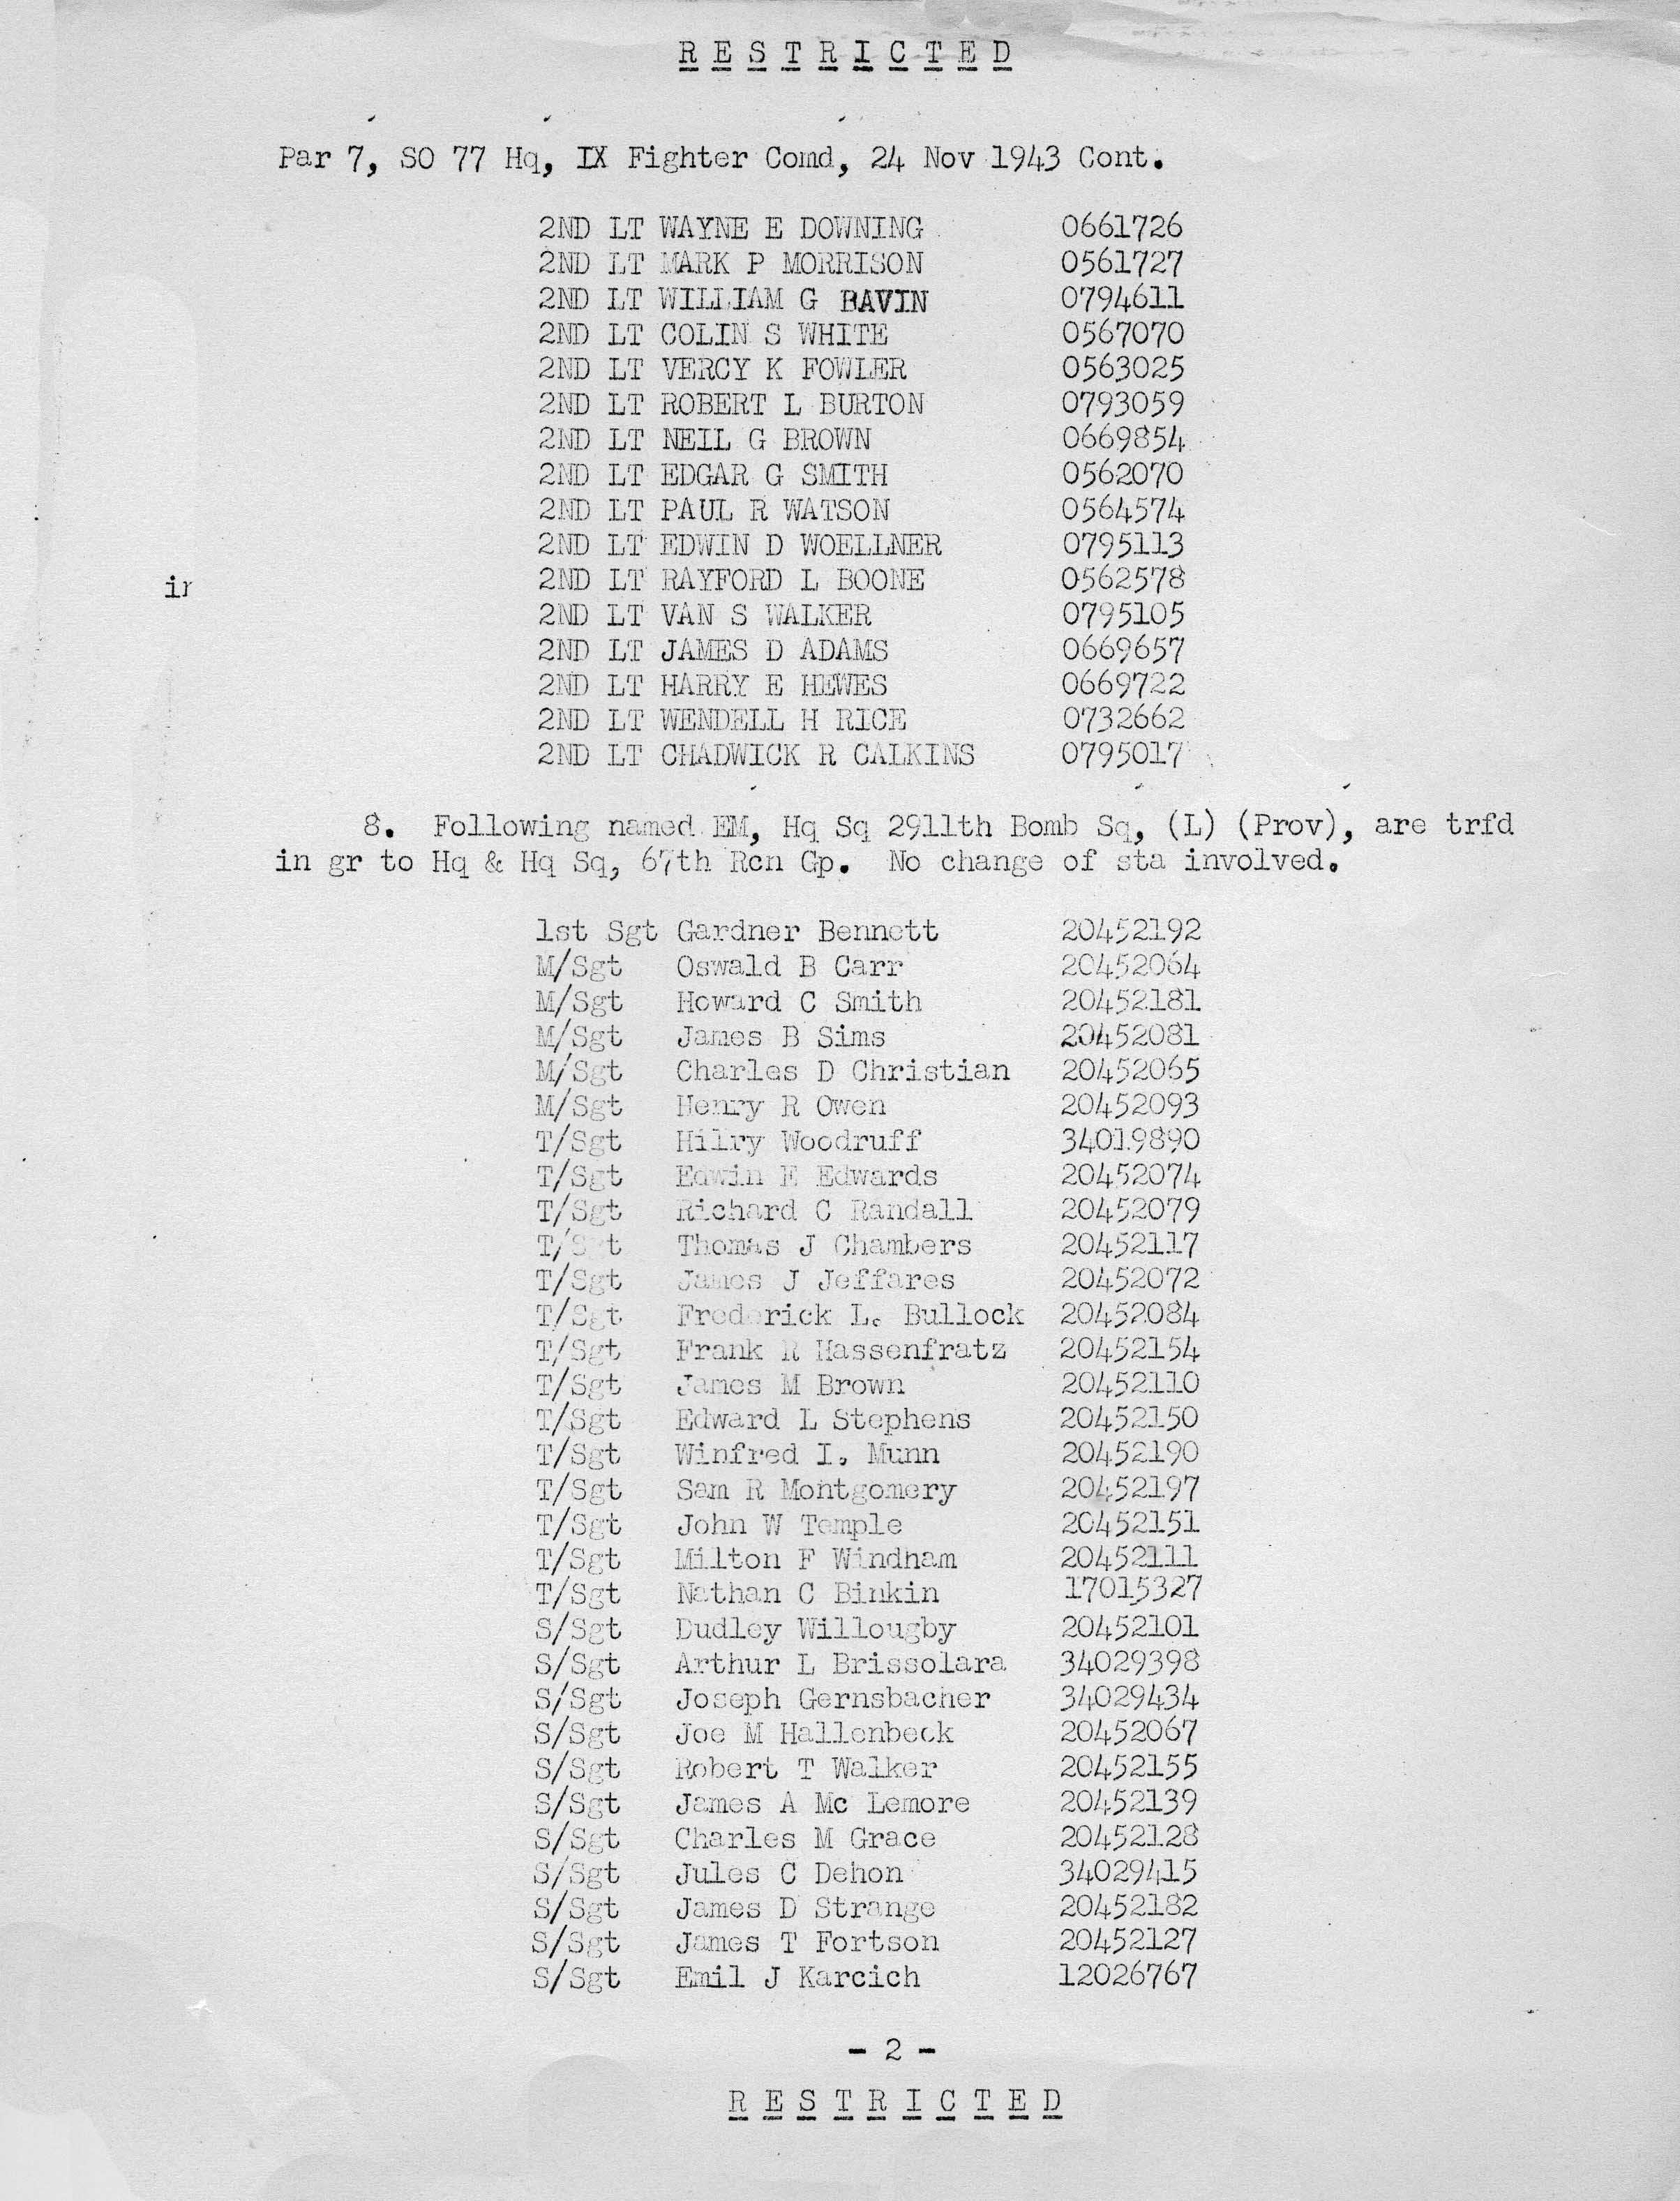 R E S T R I C T E D
Par 7, SO 77 Hq, IX Fighter Comd, 24 Nov 1943 Cont.
2ND LT WAYNE E DOWNING 0661726
2ND LT MARK P MORRISON 0561727
2ND LT WILLIAM G BAVIN 0794611
2ND LT COLIN S WHITE 0567070
2ND LT VERCY K FOWLER 0563025
2ND LT ROBERT L BURTON 0793059
2ND LT NEIL G BROWN 0669854
2ND LT EDGAR G SMITH 0562070
2ND LT PAUL R WATSON 0564574
2ND LT EDWIN D WOELLNER 0795113
in
2ND LT RAYFORD L BOONE 0562578
2ND LT VAN S WALKER 0795105
2ND LT JAMES D ADAMS 0669657
2ND LT HARRY E HEWES 0669722
2ND LT WENDELL H RICE 0732662
2ND LT CHADWICK R CALKINS 0795017
8. Following named EM, Hq Sq 2911th Bomb Sq, (L) (Prov), are trfd
in gr to Hq & Hq Sq, 67th Rcn Gp. No change of sta involved.
1st Sgt Gardner Bennett 20452192
M/Sgt Oswald B Carr 20452064
M/Sgt Howard C Smith 20452181
M/Sgt James B Sims 20452081
M/Sgt Charles D Christian 20452065
M/Sgt Henry R Owen 20452093
T/Sgt Hilry Woodruff 34019890
T/Sgt Edwin E Edwards 20452074
T/Sgt Richard C Randall 20452079
T/Sgt Thomas J Chambers 20452117
T/Sgt James J Jeffares 20452072
T/Sgt Frederick L. Bullock 20452084
T/Sgt Frank R Hassenfratz 20452154
T/Sgt James M Brown 20452110
T/Sgt Edward L Stephens 20452150
T/Sgt Winfred I. Munn 20452190
T/Sgt Sam R Montgomery 20452197
T/Sgt John W Temple 20452151
T/Sgt Milton F Windham 20452111
T/Sgt Nathan C Binkin 17015327
S/Sgt Dudley Willougby 20452101
S/Sgt Arthur L Brissolara 34029398
S/Sgt Joseph Gernsbacher 34029434
S/Sgt Joe M Hallenbeck 20452067
S/Sgt Robert T Walker 20452155
S/Sgt James A Mc Lemore 20452139
S/Sgt Charles M Grace 20452128
S/Sgt Jules C Dehon 34029415
S/Sgt James D Strange 20452182
S/Sgt James T Fortson 20452127
S/Sgt Emil J Karcich 12026767
- 2 -
R E S T R I C T E D